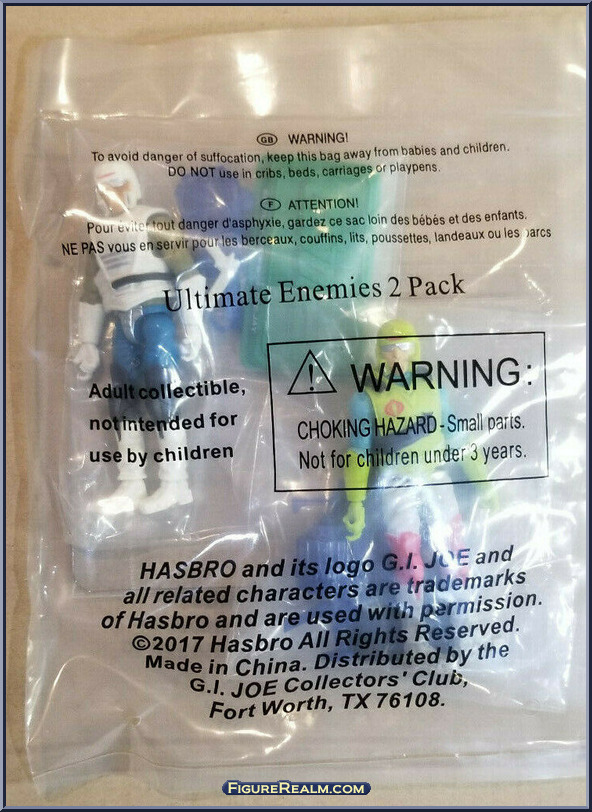 GB WARNING!
To avoid danger of suffocation, keep this bag away from babies and children.
DO NOT use in cribs, beds, carriages or playpens.
F ATTENTION!
Pour éviter tout danger d'asphyxie, gardez ce sac loin des bébés et des enfants.
NE PAS vous en servir pour les berceaux, couffins, lits, poussettes, landeaux ou les parcs
Ultimate Enemies 2 Pack
Adult collectible,
not intended for
use by children
! WARNING:
CHOKING HAZARD - Small parts.
Not for children under 3 years.
HASBRO and its logo G.I. JOE and
all related characters are trademarks
of Hasbro and are used with permission.
©2017 Hasbro All Rights Reserved.
Made in China. Distributed by the
G.I. JOE Collectors' Club,
Fort Worth, TX 76108.
FIGUREREALM.COM